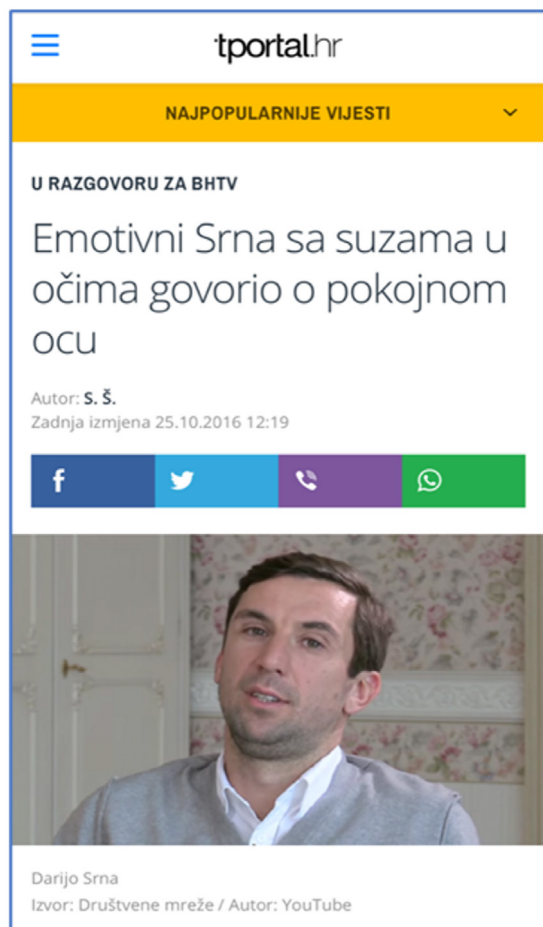 tportal.hr
NAJPOPULARNIJE VIJESTI
U RAZGOVORU ZA BHTV
Emotivni Srna sa suzama u
očima govorio o pokojnom
ocu
Autor: S. Š.
Zadnja izmjena 25.10.2016 12:19
Darijo Srna
Izvor: Društvene mreže / Autor: YouTube